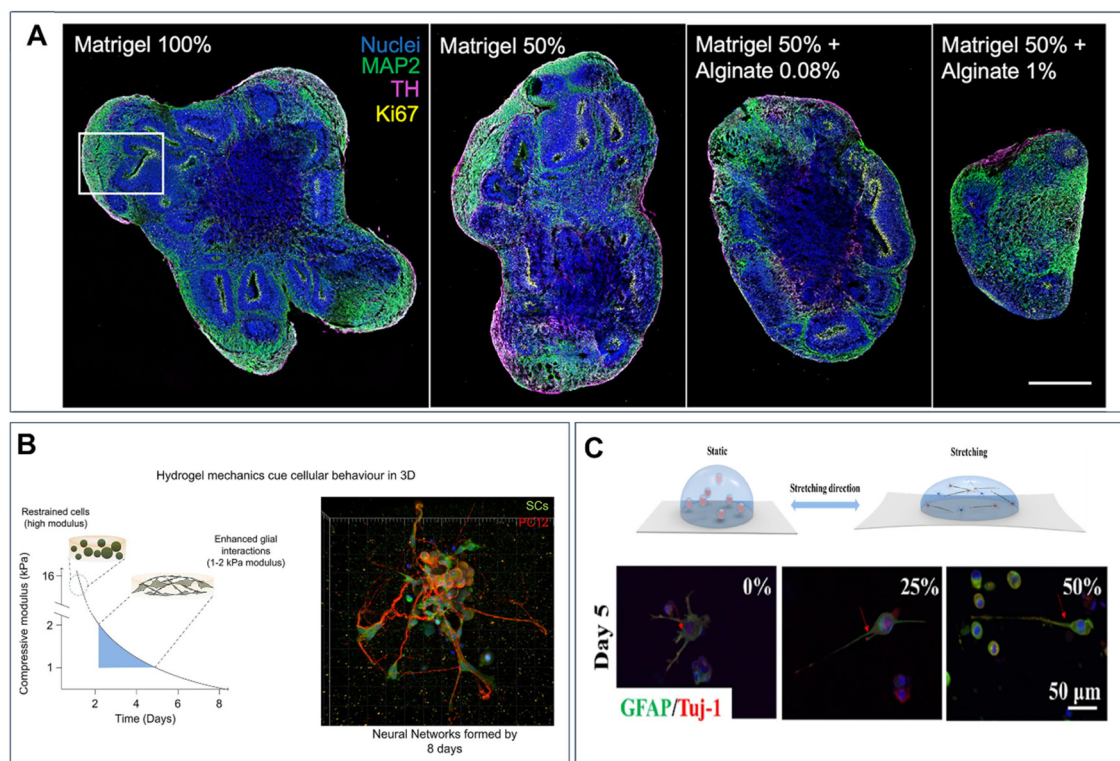 A
Matrigel 100%
Nuclei
MAP2
TH
Ki67
Matrigel 50%
Matrigel 50% +
Alginate 0.08%
Matrigel 50% +
Alginate 1%
B
Hydrogel mechanics cue cellular behaviour in 3D
Restrained cells
(high modulus)
Enhanced glial
interactions
(1-2 kPa modulus)
Compressive modulus (kPa)
16
2
1
2
4
6
8
Time (Days)
SCs
PC12
Neural Networks formed by
8 days
C
Static
Stretching
Stretching direction
Day 5
0%
25%
50%
GFAP/Tuj-1
50 µm